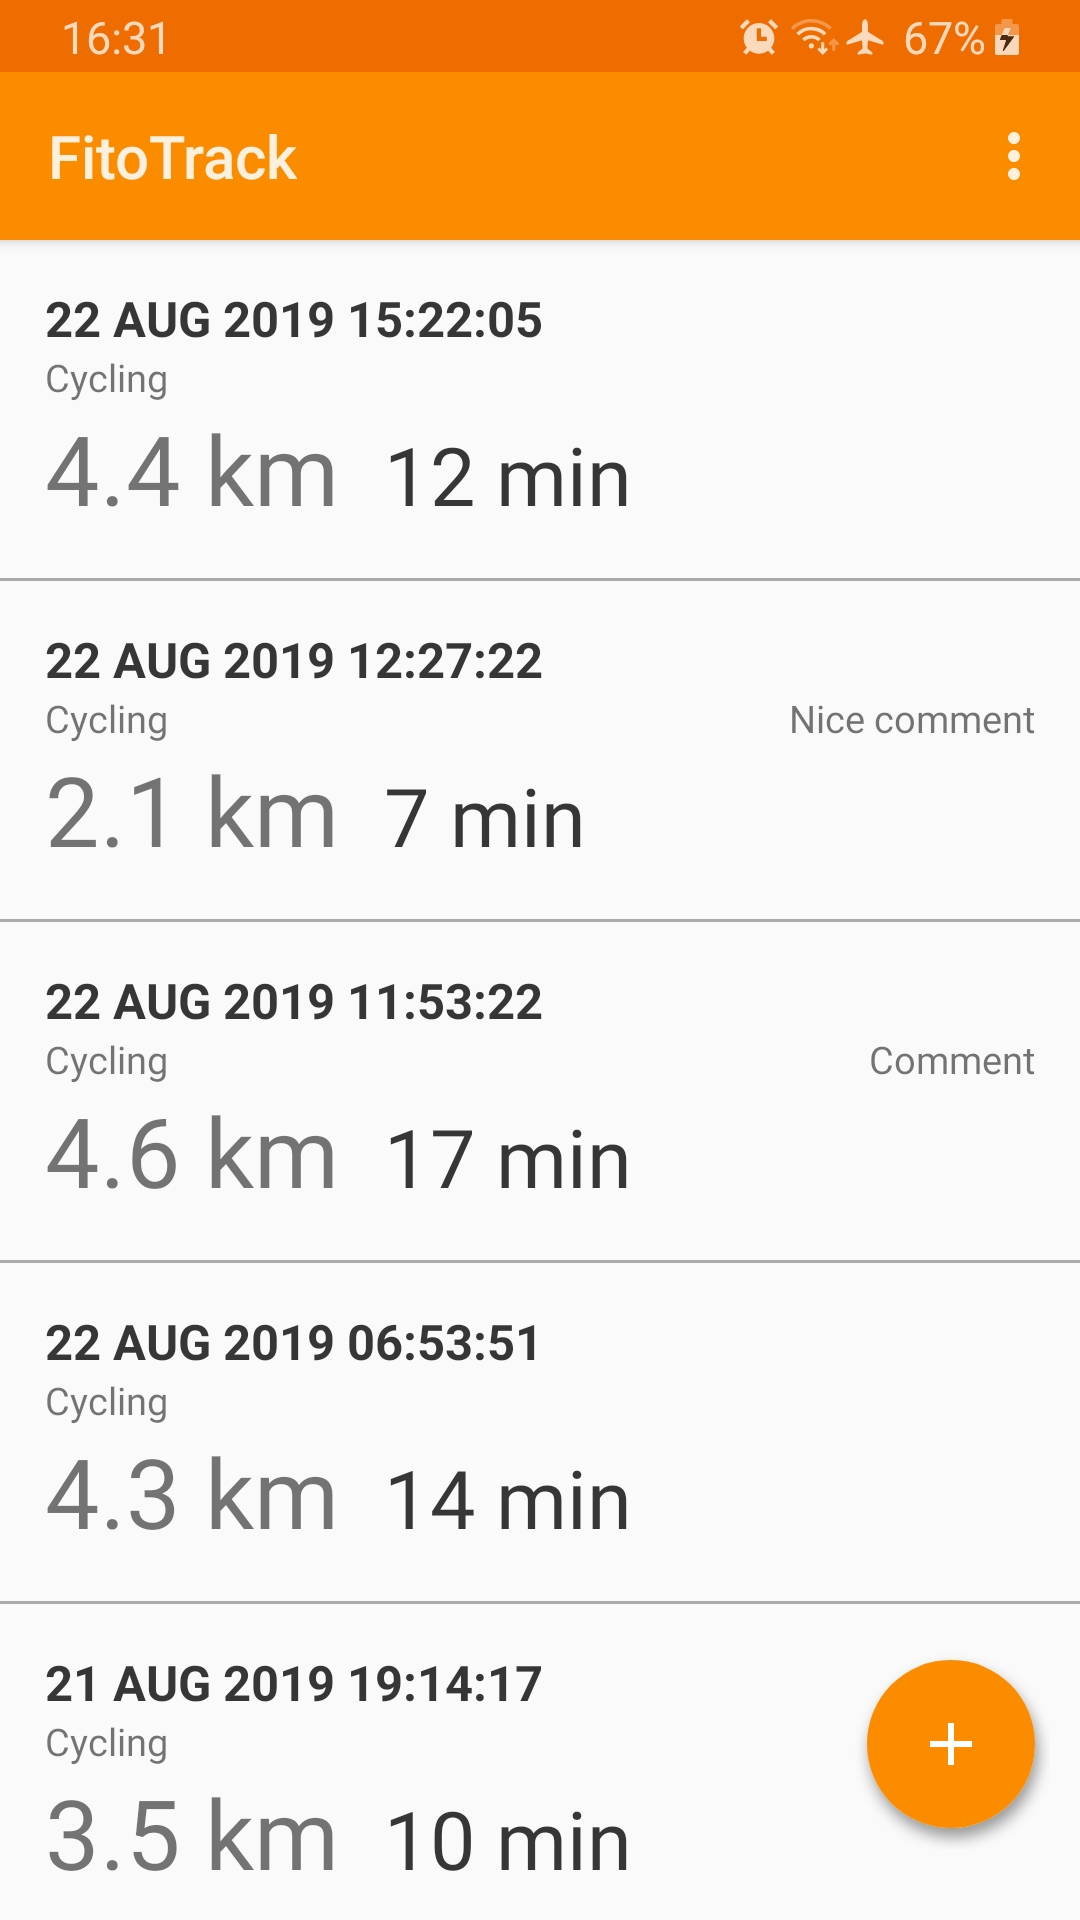 16:31 67%
FitoTrack
22 AUG 2019 15:22:05
Cycling
4.4 km 12 min
22 AUG 2019 12:27:22
Cycling Nice comment
2.1 km 7 min
22 AUG 2019 11:53:22
Cycling Comment
4.6 km 17 min
22 AUG 2019 06:53:51
Cycling
4.3 km 14 min
21 AUG 2019 19:14:17
Cycling
3.5 km 10 min